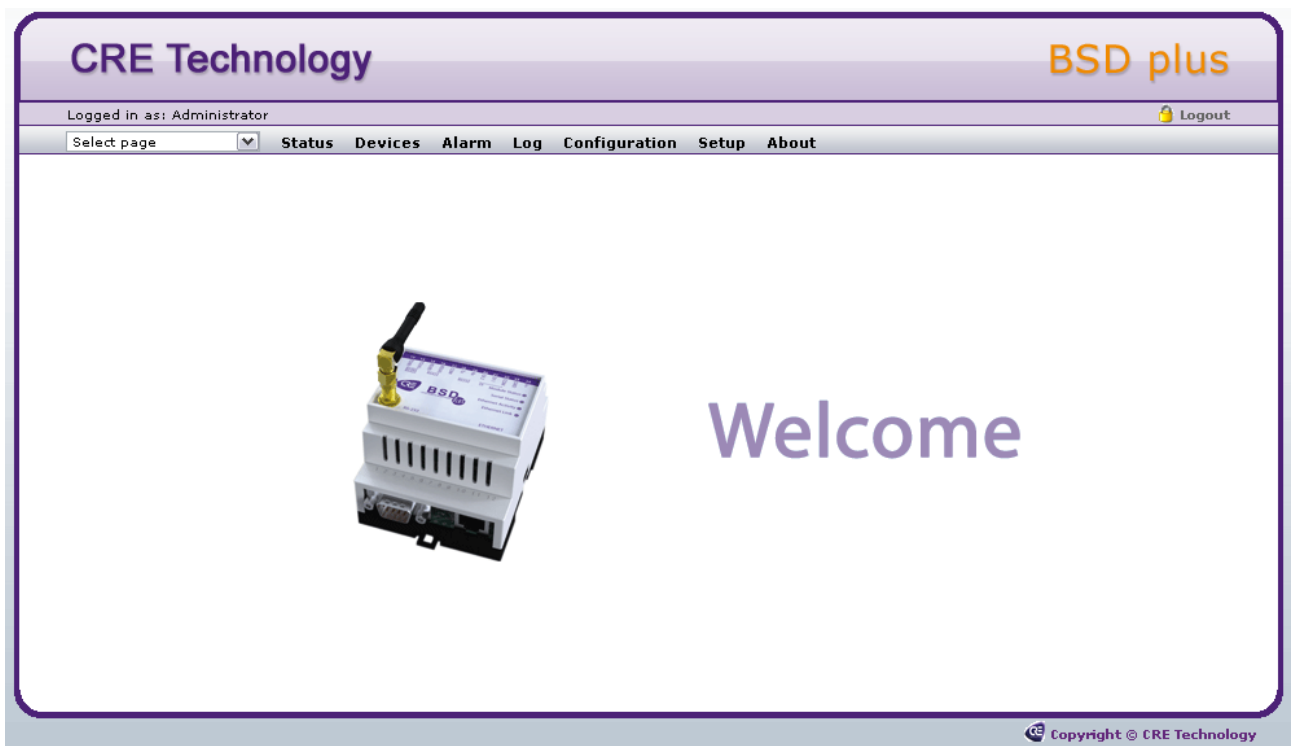 CRE Technology
BSD plus
Logged in as: Administrator
Logout
Select page
Status Devices Alarm Log Configuration Setup About
BSD plus
ETHERNET
Welcome
Copyright © CRE Technology